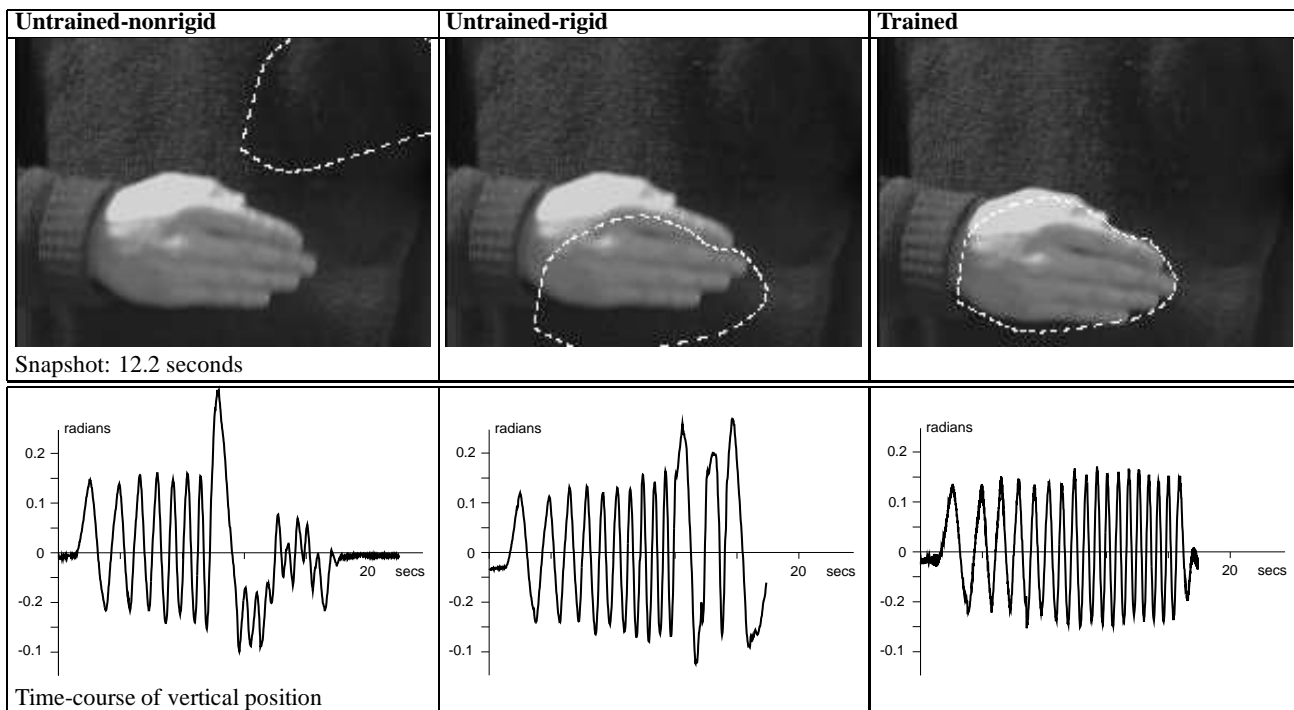 Untrained-nonrigid
Untrained-rigid
Trained
Snapshot: 12.2 seconds
radians
0.2
0.1
0
-0.2
-0.1
20 secs
radians
0.2
0.1
0
-0.2
-0.1
20 secs
radians
0.2
0.1
0
-0.2
-0.1
20 secs
Time-course of vertical position